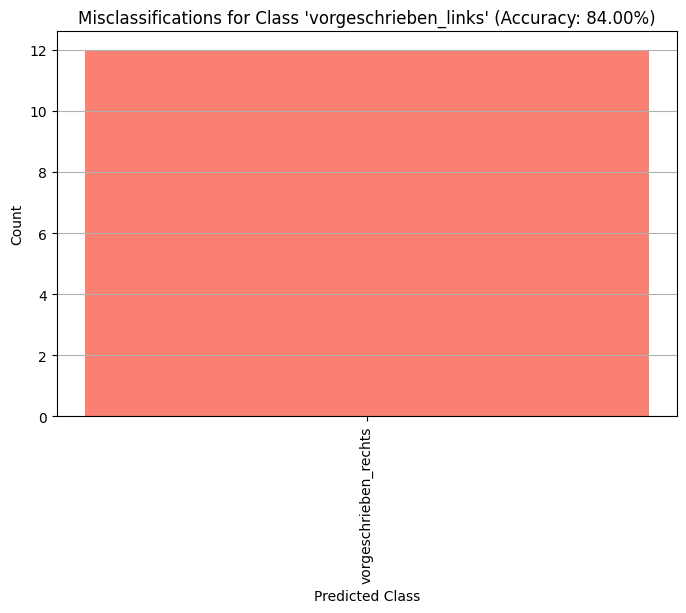 Misclassifications for Class 'vorgeschrieben_links' (Accuracy: 84.00%)
12
10
8
6
4
2
0
Count
vorgeschrieben_rechts
Predicted Class